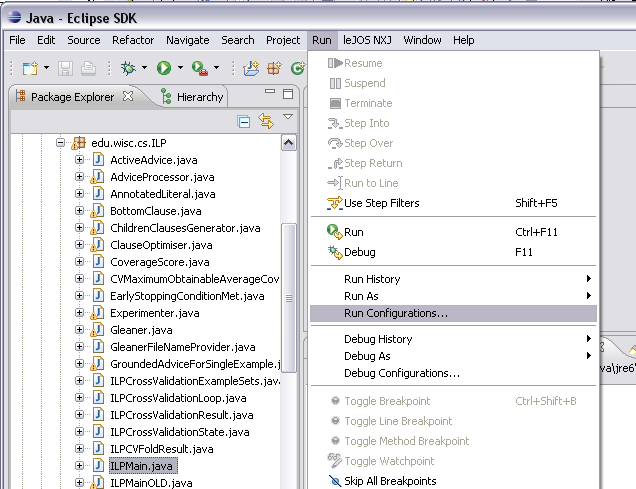 Java - Eclipse SDK
File Edit Source Refactor Navigate Search Project Run leJOS NXJ Window Help
Package Explorer Hierarchy
edu.wisc.cs.ILP
ActiveAdvice.java
AdviceProcessor.java
AnnotatedLiteral.java
BottomClause.java
ChildrenClausesGenerator.java
ClauseOptimiser.java
CoverageScore.java
CVMaximumObtainableAverageCov
EarlyStoppingConditionMet.java
Experimenter.java
Gleaner.java
GleanerFileNameProvider.java
GroundedAdviceForSingleExample.j
ILPCrossValidationExampleSets.java
ILPCrossValidationLoop.java
ILPCrossValidationResult.java
ILPCrossValidationState.java
ILPCVFoldResult.java
ILPMain.java
ILPMainOLD.java
Resume
Suspend
Terminate
Step Into
Step Over
Step Return
Run to Line
Use Step Filters Shift+F5
Run Ctrl+F11
Debug F11
Run History
Run As
Run Configurations...
Debug History
Debug As
Debug Configurations...
Toggle Breakpoint Ctrl+Shift+B
Toggle Line Breakpoint
Toggle Method Breakpoint
Toggle Watchpoint
Skip All Breakpoints
va\jre6